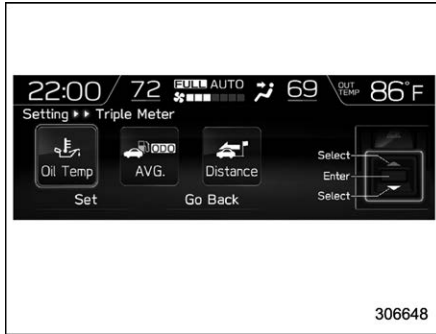 22:00 72 FULL AUTO 69 OUT TEMP 86°F
Setting ▸▸ Triple Meter
Oil Temp AVG. ODO Distance
Set Go Back
Select
Enter
Select
306648